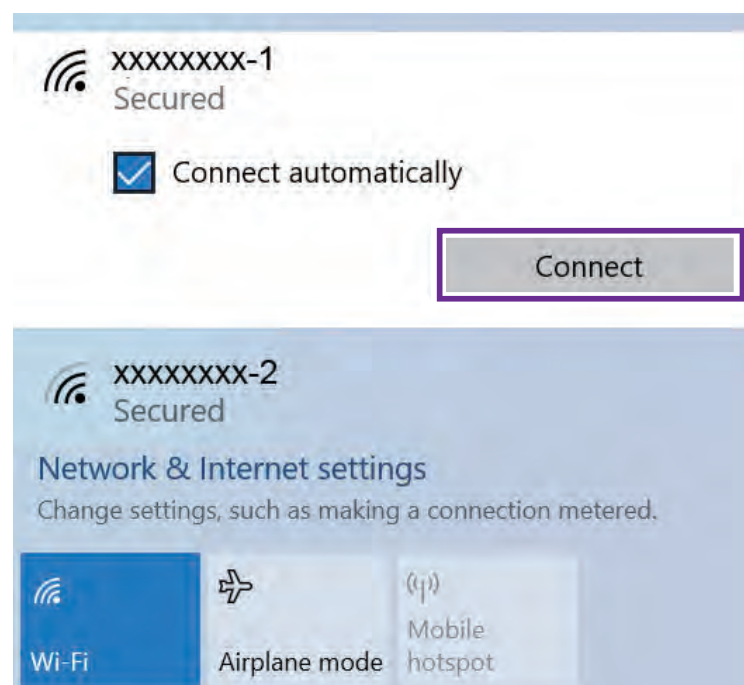 xxxxxxxx-1
Secured
Connect automatically
Connect
xxxxxxxx-2
Secured
Network & Internet settings
Change settings, such as making a connection metered.
Wi-Fi
Airplane mode
Mobile
hotspot